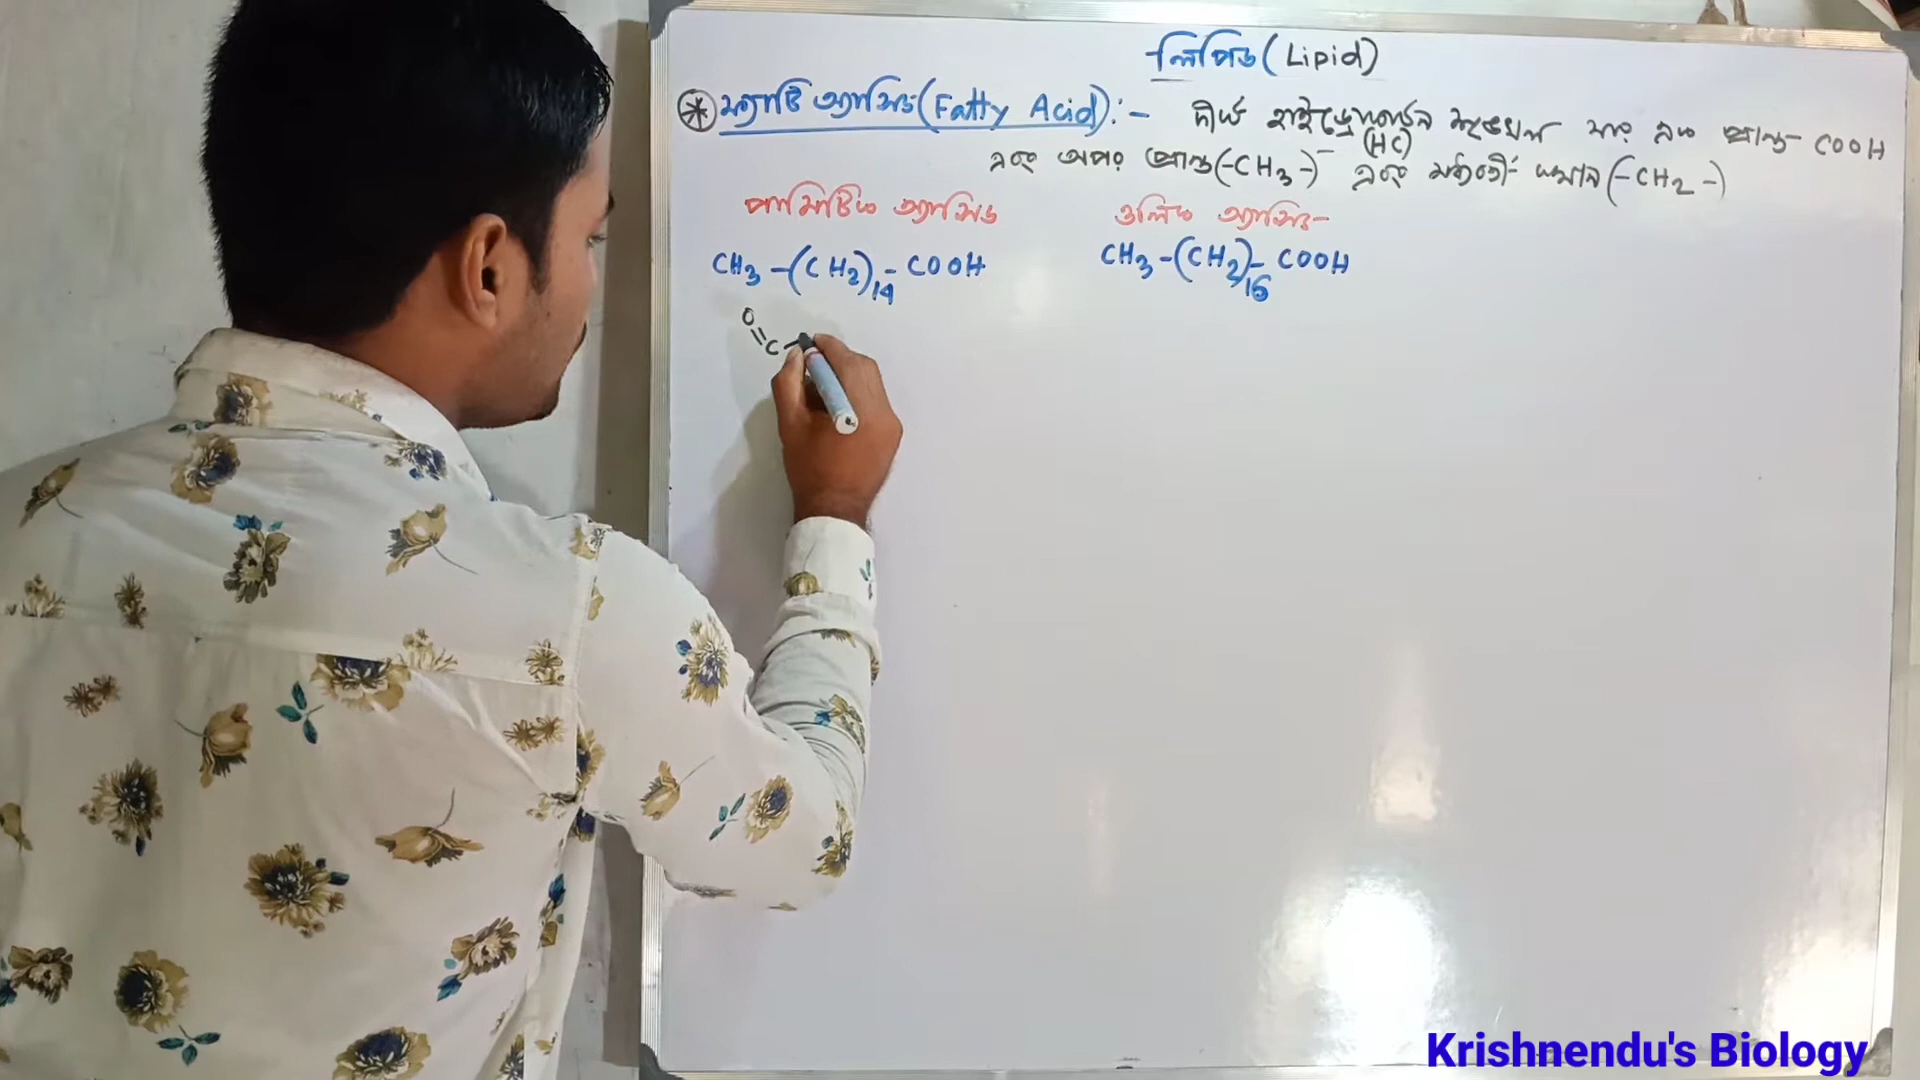 লিপিড (Lipid)
* ফ্যাটি অ্যাসিড (Fatty Acid) :- দীর্ঘ হাইড্রোকার্বন শৃঙ্খল যার এক প্রান্ত- COOH
(HC)
এবং অপর প্রান্ত (-CH3-) এবং মধ্যবর্তী (-CH2-)
পামিটিক অ্যাসিড ওলিক অ্যাসিড-
CH3-(CH2)14-COOH CH3-(CH2)16-COOH
O=C-
Krishnendu's Biology